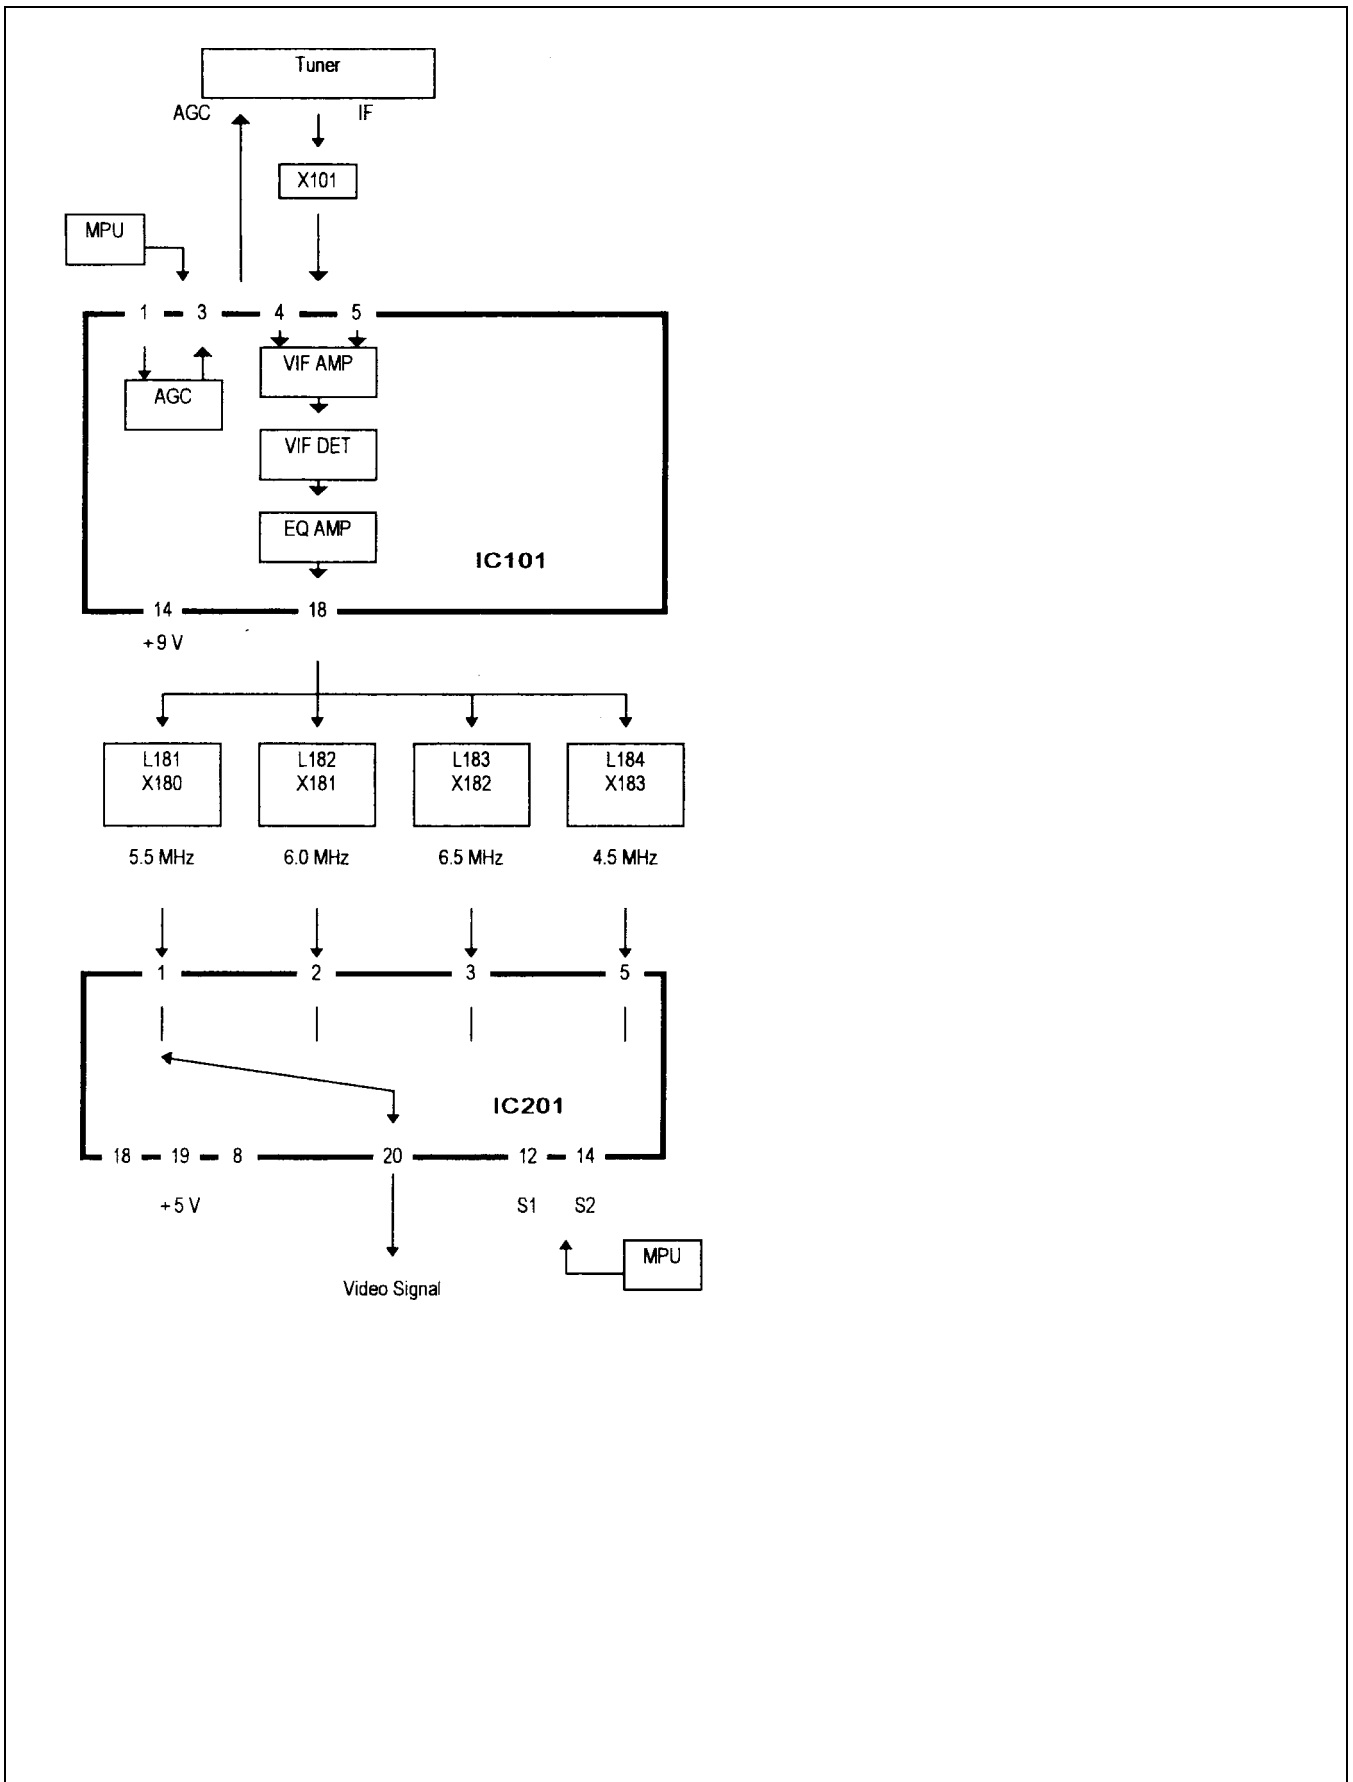 Tuner
AGC IF
X101
MPU
1 3 4 5
VIF AMP
AGC
VIF DET
EQ AMP
IC101
14 18
+9 V
L181 L182 L183 L184
X180 X181 X182 X183
5.5 MHz 6.0 MHz 6.5 MHz 4.5 MHz
1 2 3 5
IC201
18 19 8 20 12 14
+5 V S1 S2
MPU
Video Signal